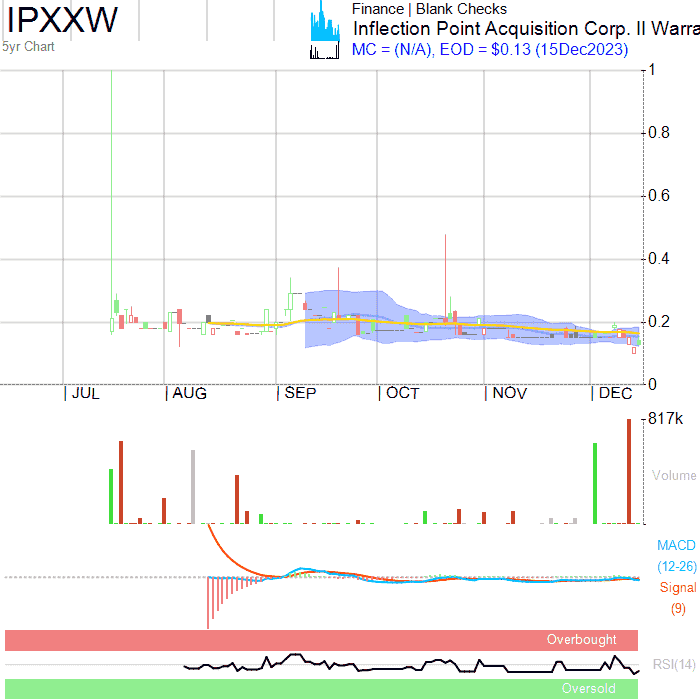 IPXXW
5yr Chart
Finance | Blank Checks
Inflection Point Acquisition Corp. II Warra
MC = (N/A), EOD = $0.13 (15Dec2023)
1
0.8
0.6
0.4
0.2
0
| JUL | AUG | SEP | OCT | NOV | DEC
817k
Volume
MACD
(12-26)
Signal
(9)
Overbought
RSI(14)
Oversold